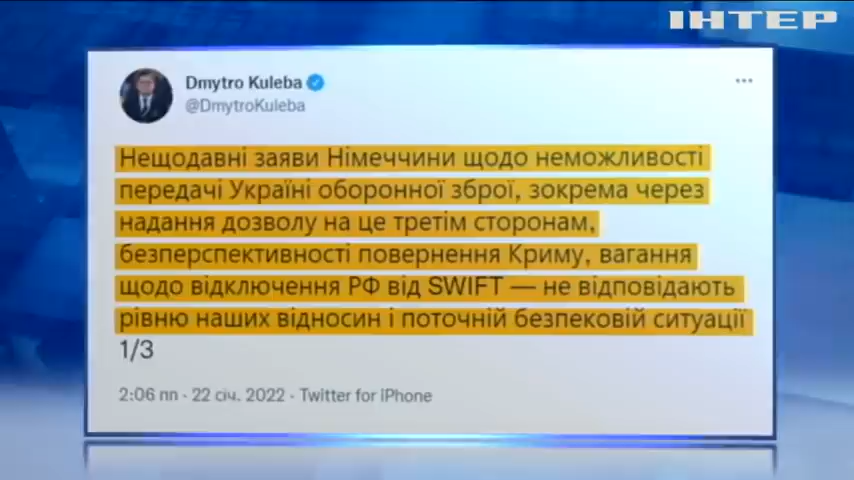 ІНТЕР
Dmytro Kuleba
@DmytroKuleba
Нещодавні заяви Німеччини щодо неможливості
передачі Україні оборонної зброї, зокрема через
надання дозволу на це третім сторонам,
безперспективності повернення Криму, вагання
щодо відключення РФ від SWIFT — не відповідають
рівню наших відносин і поточній безпековій ситуації
1/3
2:06 пп · 22 січ. 2022 · Twitter for iPhone